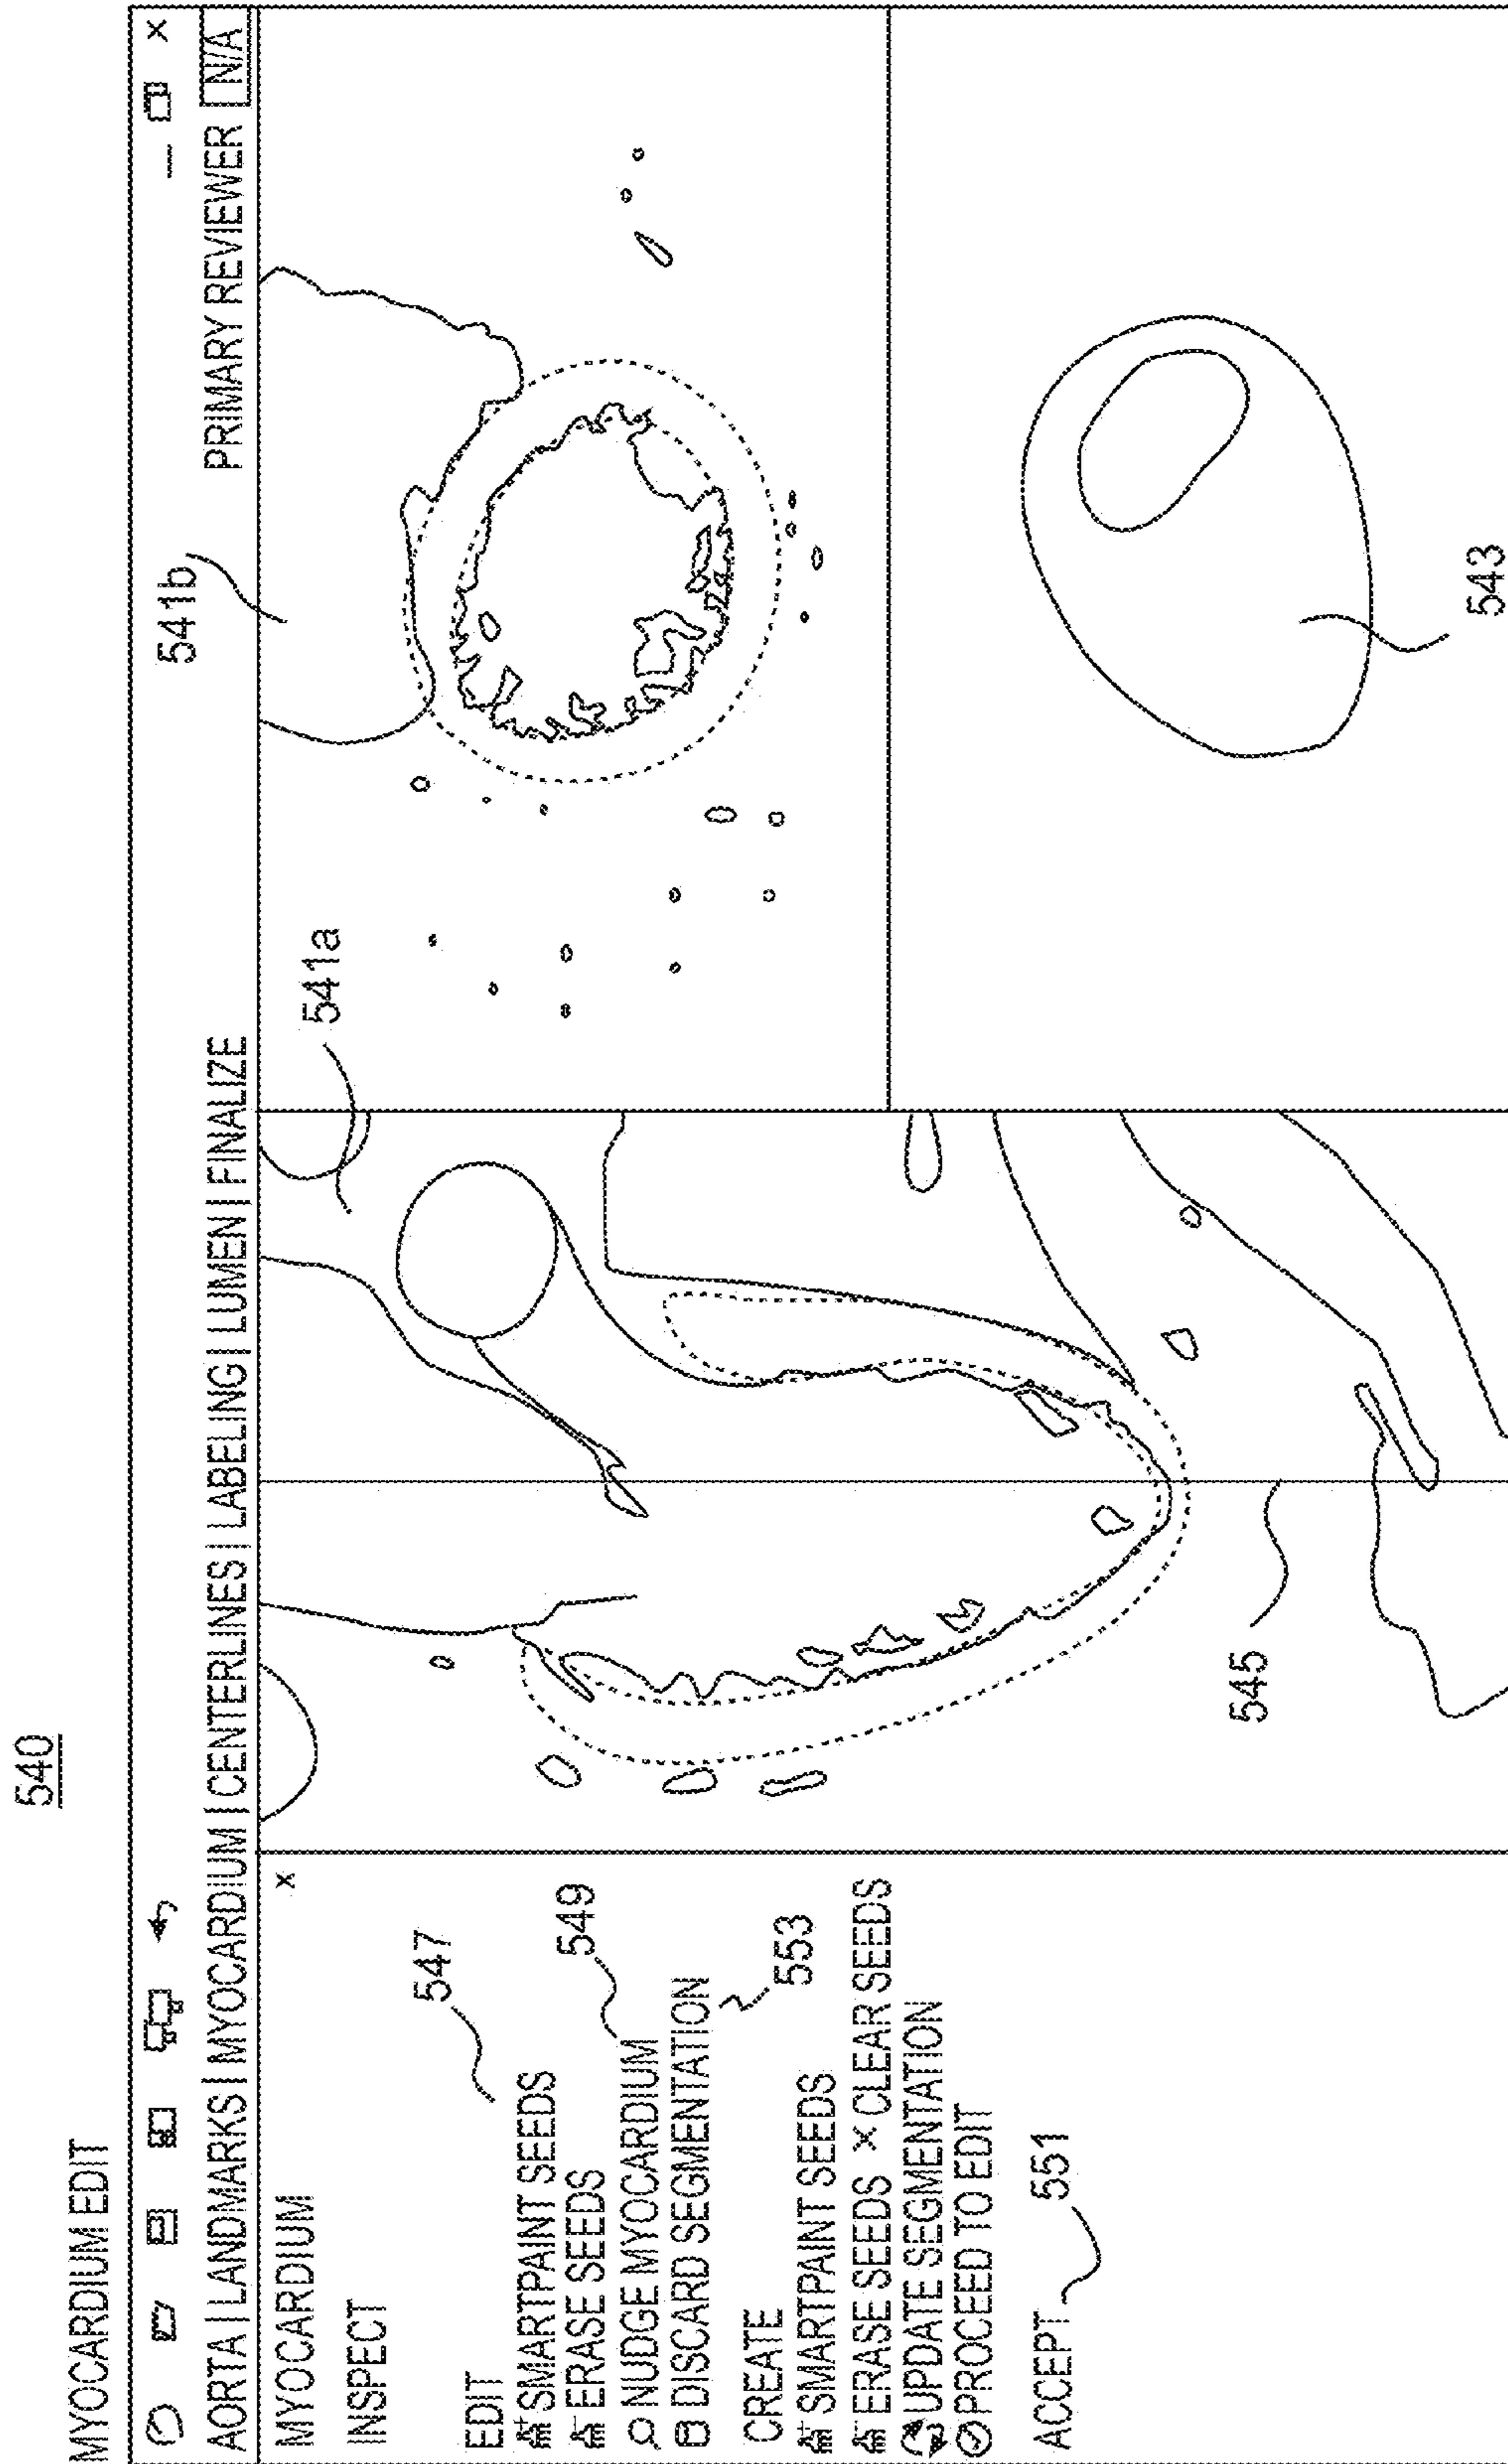 540
MYOCARDIUM EDIT
AORTA | LANDMARKS | MYOCARDIUM | CENTERLINES | LABELING | LUMEN | FINALIZE PRIMARY REVIEWER N/A
MYOCARDIUM x
INSPECT
EDIT
547
SMARTPAINT SEEDS
ERASE SEEDS
549
NUDGE MYOCARDIUM
DISCARD SEGMENTATION
553
CREATE
SMARTPAINT SEEDS
ERASE SEEDS × CLEAR SEEDS
UPDATE SEGMENTATION
PROCEED TO EDIT
ACCEPT
551
541a
541b
545
543